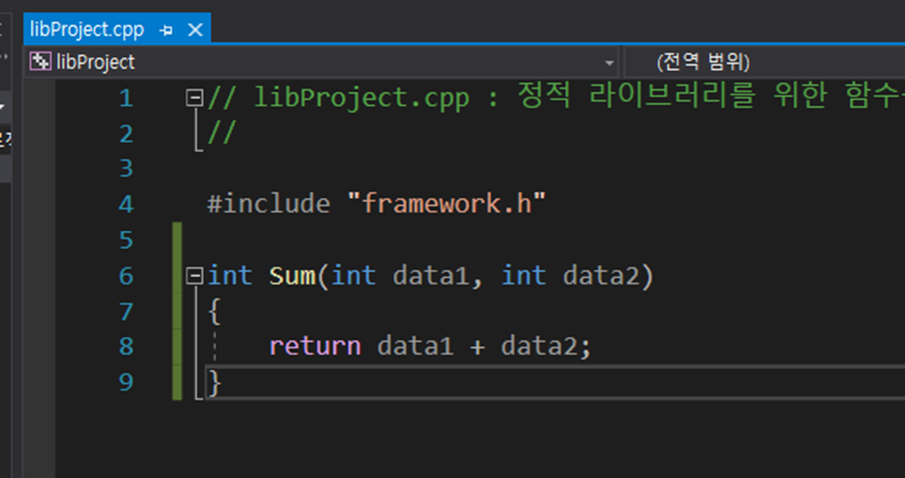 libProject.cpp
libProject (전역 범위)
1 // libProject.cpp : 정적 라이브러리를 위한 함수
2 //
3
4 #include "framework.h"
5
6 int Sum(int data1, int data2)
7 {
8 return data1 + data2;
9 }